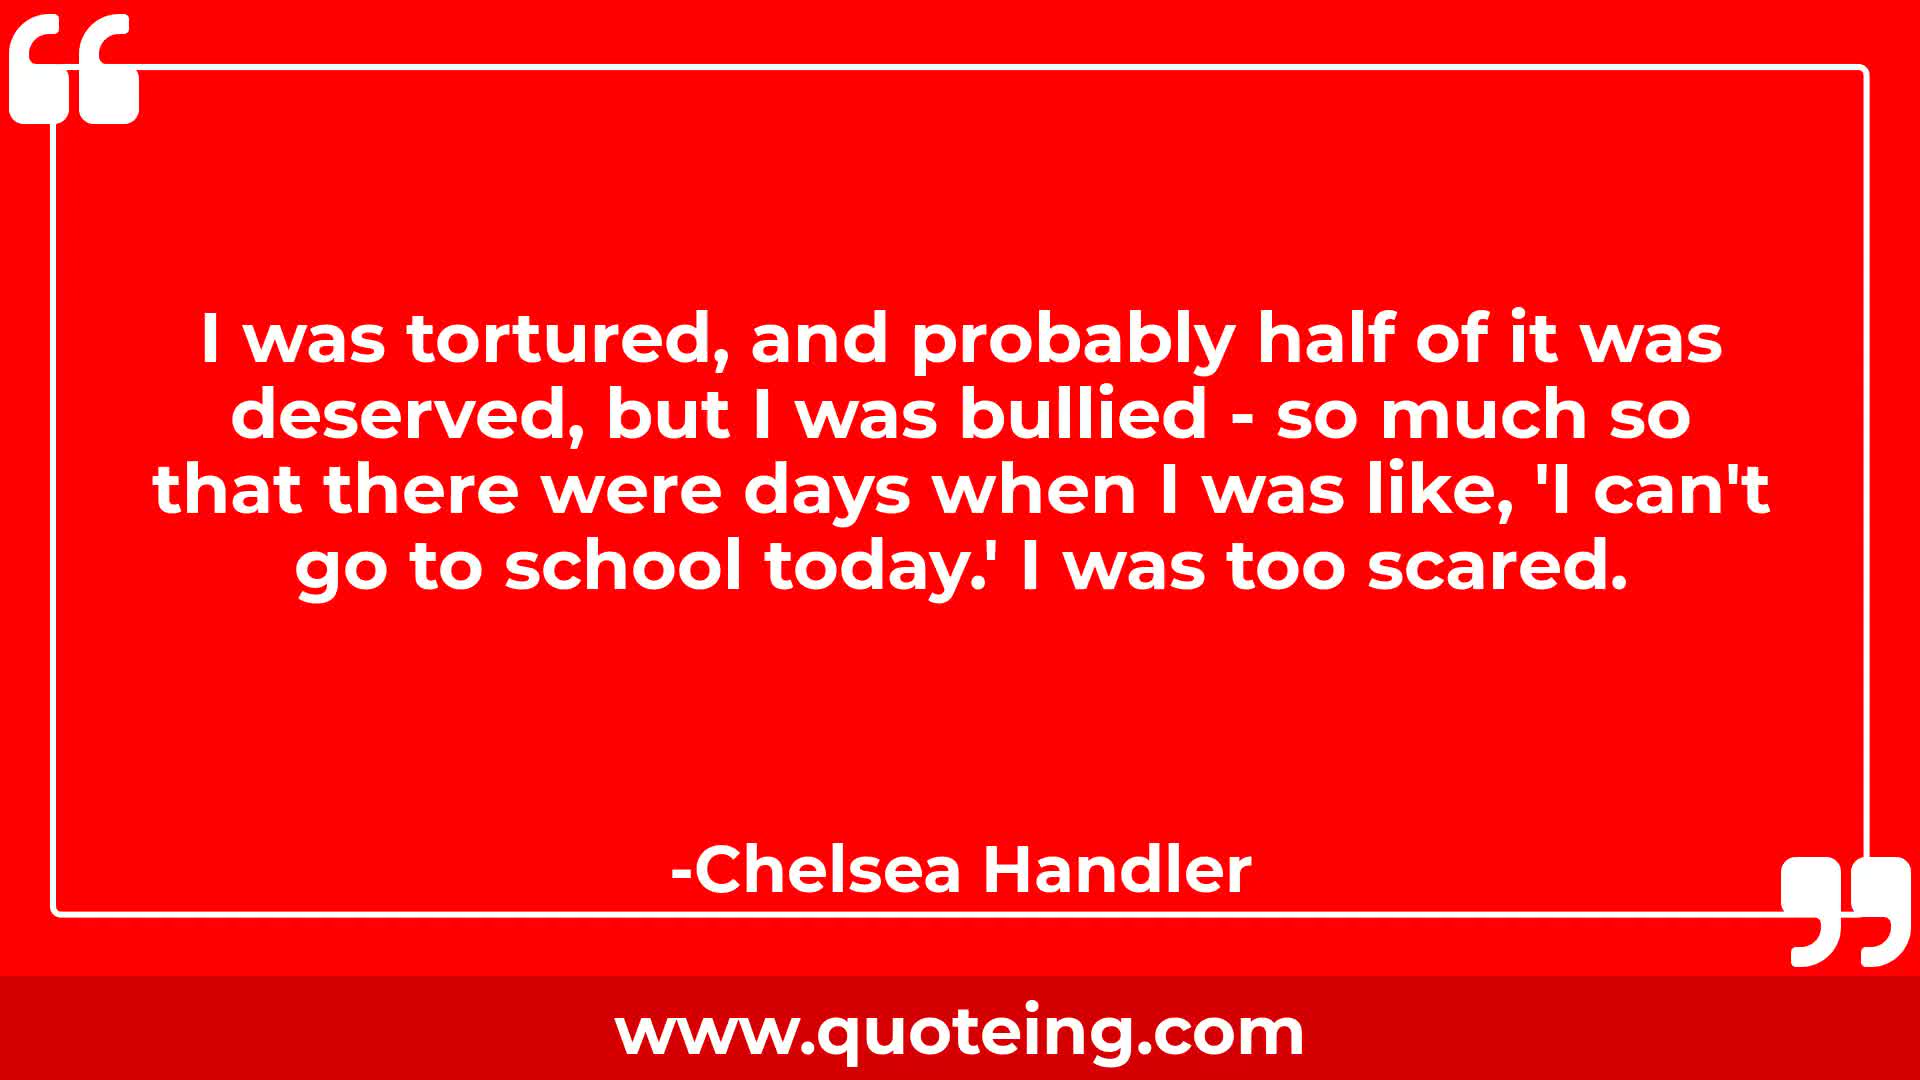 I was tortured, and probably half of it was
deserved, but I was bullied - so much so
that there were days when I was like, 'I can't
go to school today.' I was too scared.
-Chelsea Handler
www.quoteing.com